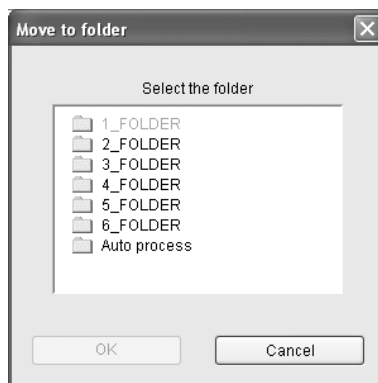 Move to folder
Select the folder
1_FOLDER
2_FOLDER
3_FOLDER
4_FOLDER
5_FOLDER
6_FOLDER
Auto process
OK
Cancel